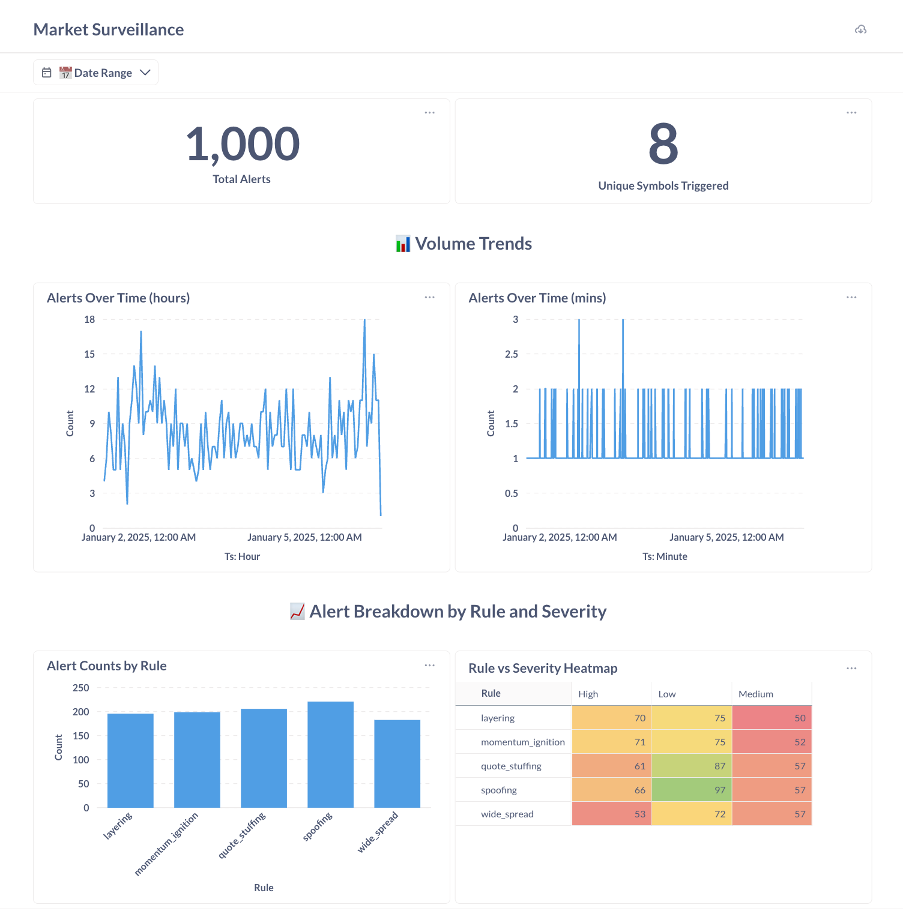 Market Surveillance
Date Range
1,000
Total Alerts
8
Unique Symbols Triggered
Volume Trends
Alerts Over Time (hours)
18
15
12
9
6
3
0
Count
January 2, 2025, 12:00 AM January 5, 2025, 12:00 AM
Ts: Hour
Alerts Over Time (mins)
3
2.5
2
1.5
1
0.5
0
Count
January 2, 2025, 12:00 AM January 5, 2025, 12:00 AM
Ts: Minute
Alert Breakdown by Rule and Severity
Alert Counts by Rule
250
200
150
100
50
0
Count
layering
momentum_ignition
quote_stuffing
spoofing
wide_spread
Rule
Rule vs Severity Heatmap
Rule High Low Medium
layering 70 75 50
momentum_ignition 71 75 52
quote_stuffing 61 87 57
spoofing 66 97 57
wide_spread 53 72 57